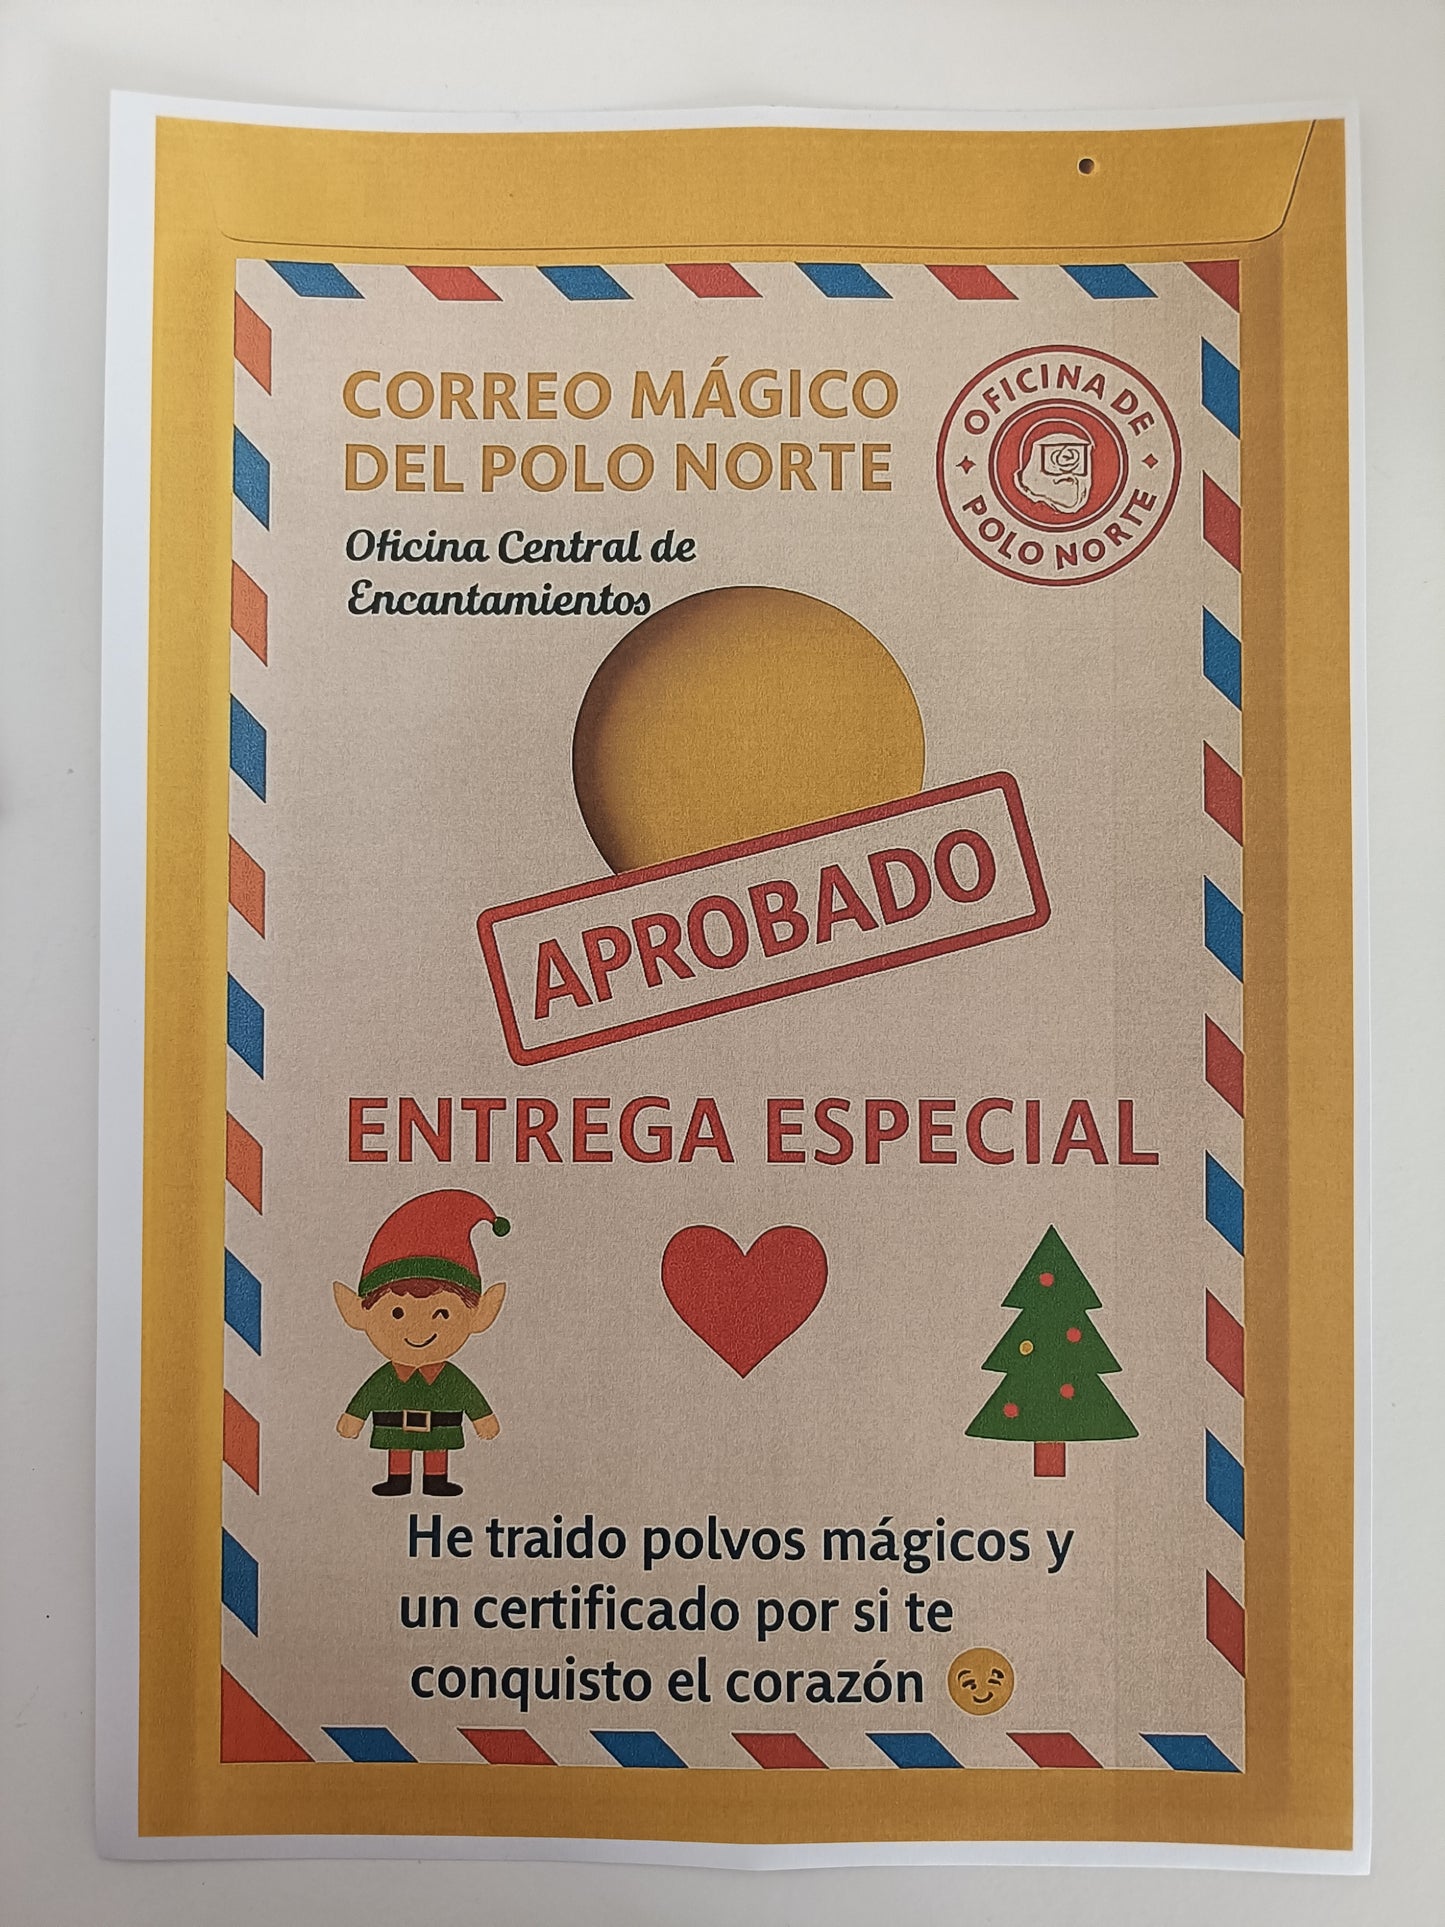 CORREO MÁGICO
DEL POLO NORTE
Oficina Central de
Encantamientos
OFICINA DE
POLO NORTE
APROBADO
ENTREGA ESPECIAL
He traido polvos mágicos y
un certificado por si te
conquisto el corazón